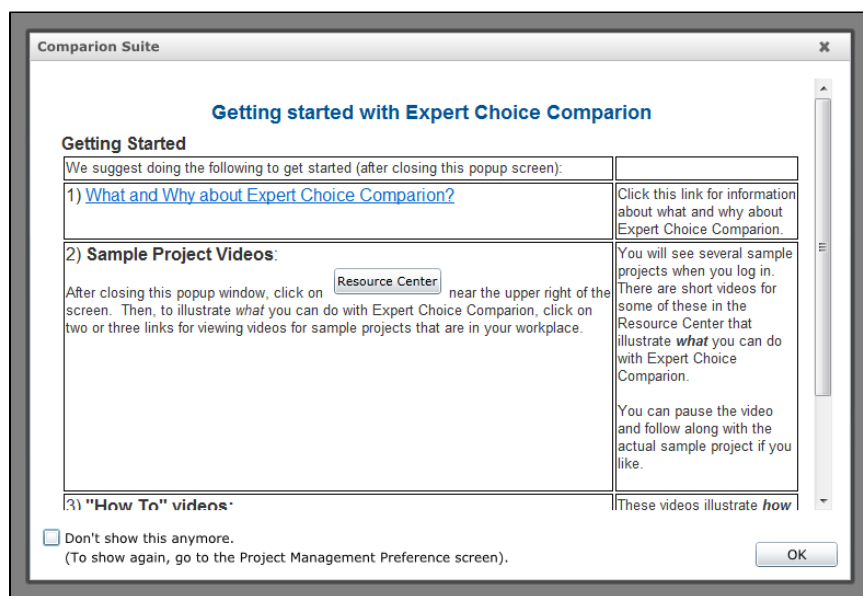 Comparion Suite
Getting started with Expert Choice Comparion
Getting Started
We suggest doing the following to get started (after closing this popup screen):
1) What and Why about Expert Choice Comparion?
Click this link for information
about what and why about
Expert Choice Comparion.
2) Sample Project Videos:
After closing this popup window, click on Resource Center near the upper right of the
screen. Then, to illustrate what you can do with Expert Choice Comparion, click on
two or three links for viewing videos for sample projects that are in your workplace.
You will see several sample
projects when you log in.
There are short videos for
some of these in the
Resource Center that
illustrate what you can do
with Expert Choice
Comparion.
You can pause the video
and follow along with the
actual sample project if you
like.
3) "How To" videos:
These videos illustrate how
Don't show this anymore.
(To show again, go to the Project Management Preference screen).
OK